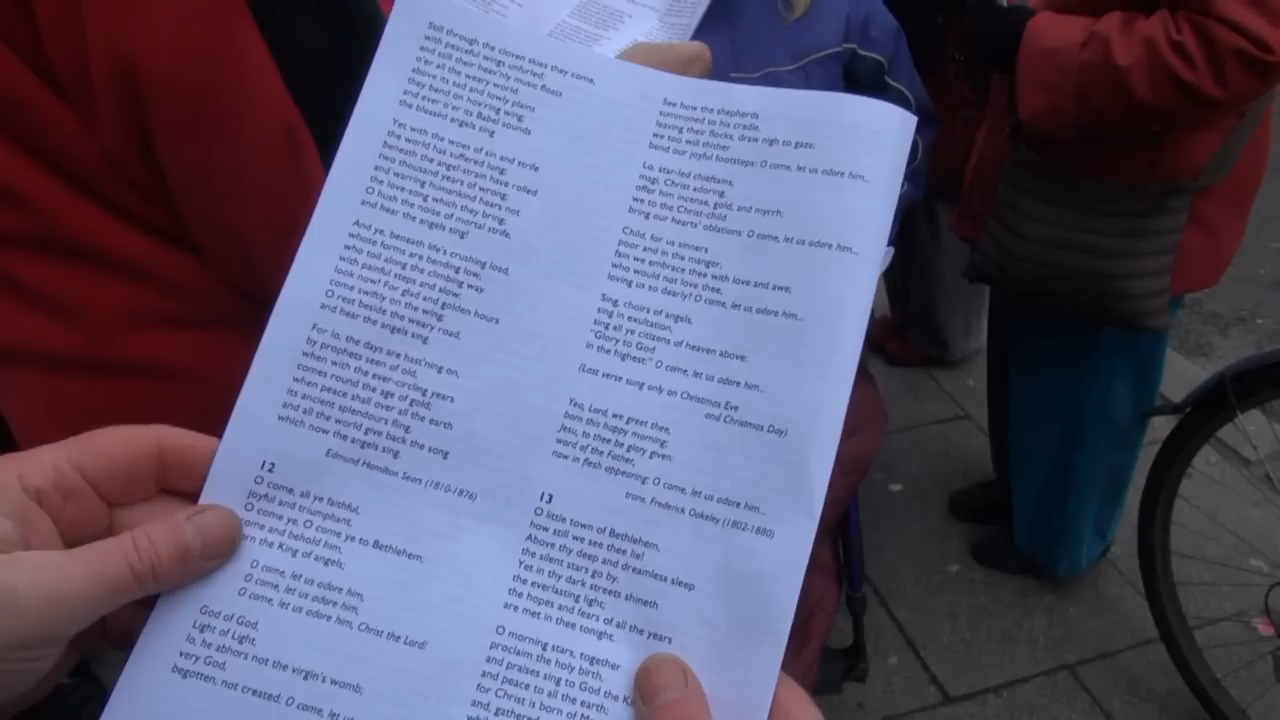 Still through the cloven skies they come,
with peaceful wings unfurled;
and still their heav'nly music floats
o'er all the weary world:
above its sad and lowly plains
they bend on hov'ring wing;
and ever o'er its Babel sounds
the blessèd angels sing
Yet with the woes of sin and strife
the world has suffered long;
beneath the angel-strain have rolled
two thousand years of wrong;
and warring humankind hears not
the love-song which they bring;
O hush the noise of mortal strife,
and hear the angels sing!
And ye, beneath life's crushing load,
whose forms are bending low,
who toil along the climbing way
with painful steps and slow:
look now! For glad and golden hours
come swiftly on the wing;
O rest beside the weary road,
and hear the angels sing.
For lo, the days are hast'ning on,
by prophets seen of old,
when with the ever-circling years
comes round the age of gold;
when peace shall over all the earth
its ancient splendours fling,
and all the world give back the song
which now the angels sing.
Edmund Hamilton Sears (1810-1876)
12
O come, all ye faithful,
joyful and triumphant,
O come ye, O come ye to Bethlehem;
come and behold him,
orn the King of angels;
O come, let us adore him,
O come, let us adore him,
O come, let us adore him, Christ the Lord!
God of God,
Light of Light,
lo, he abhors not the virgin's womb;
very God,
begotten, not created: O come, let us
See how the shepherds
summoned to his cradle,
leaving their flocks, draw nigh to gaze;
we too will thither
bend our joyful footsteps: O come, let us adore him...
Lo, star-led chieftains,
magi, Christ adoring,
offer him incense, gold, and myrrh;
we to the Christ-child
bring our hearts' oblations: O come, let us adore him...
Child, for us sinners
poor and in the manger,
fain we embrace thee with love and awe;
who would not love thee,
loving us so dearly? O come, let us adore him...
Sing, choirs of angels,
sing in exultation,
sing all ye citizens of heaven above:
"Glory to God
in the highest:" O come, let us adore him...
(Last verse sung only on Christmas Eve
and Christmas Day)
Yea, Lord, we greet thee,
born this happy morning;
Jesu, to thee be glory given;
word of the Father,
now in flesh appearing: O come, let us adore him...
trans. Frederick Oakeley (1802-1880)
13
O little town of Bethlehem,
how still we see thee lie!
Above thy deep and dreamless sleep
the silent stars go by.
Yet in thy dark streets shineth
the everlasting light;
the hopes and fears of all the years
are met in thee tonight.
O morning stars, together
proclaim the holy birth,
and praises sing to God the Ki
and peace to all the earth;
for Christ is born of M
and, gathered